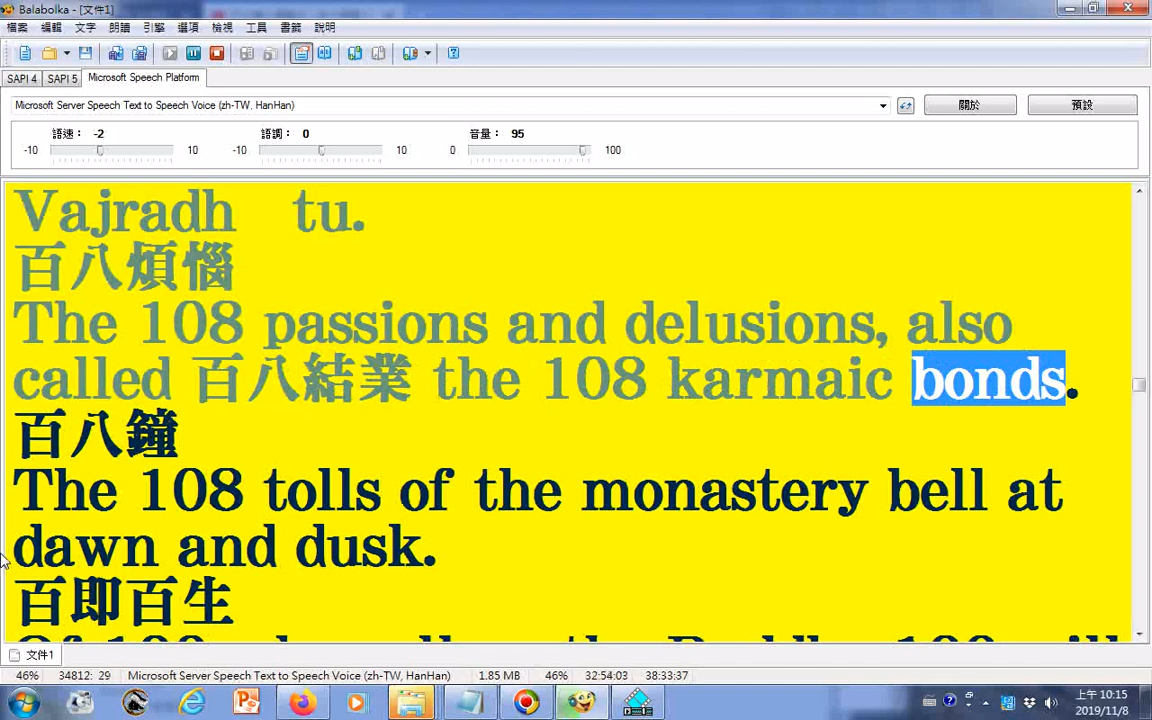 Balabolka - [文件1]
檔案 編輯 文字 朗讀 引擎 選項 檢視 工具 書籤 說明
SAPI 4 SAPI 5 Microsoft Speech Platform
Microsoft Server Speech Text to Speech Voice (zh-TW, HanHan) 關於 預設
語速： -2 語調： 0 音量： 95
-10 10 -10 10 0 100
Vajradh tu.
百八煩惱
The 108 passions and delusions, also
called 百八結業 the 108 karmaic bonds.
百八鐘
The 108 tolls of the monastery bell at
dawn and dusk.
百即百生
文件1
46% 34812: 29 Microsoft Server Speech Text to Speech Voice (zh-TW, HanHan) 1.85 MB 46% 32:54:03 38:33:37
上午 10:15
2019/11/8